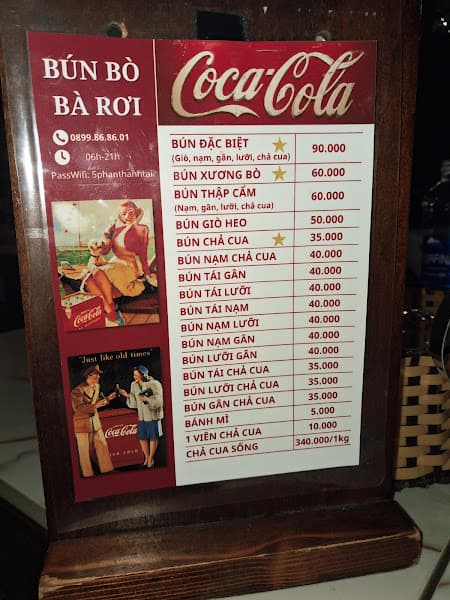 BÚN BÒ
BÀ RƠI
0899.86.86.01
06h-21h
PassWifi: 5phanthanhtai
Coca-Cola
"Just like old times"
Coca-Cola
Coca-Cola
BÚN ĐẶC BIỆT 90.000
(Giò, nạm, gân, lưỡi, chả cua)
BÚN XƯƠNG BÒ 60.000
BÚN THẬP CẨM 60.000
(Nạm, gân, lưỡi, chả cua)
BÚN GIÒ HEO 50.000
BÚN CHẢ CUA 35.000
BÚN NẠM CHẢ CUA 40.000
BÚN TÁI GÂN 40.000
BÚN TÁI LƯỠI 40.000
BÚN TÁI NẠM 40.000
BÚN NẠM LƯỠI 40.000
BÚN NẠM GÂN 40.000
BÚN LƯỠI GÂN 40.000
BÚN TÁI CHẢ CUA 35.000
BÚN LƯỠI CHẢ CUA 35.000
BÚN GÂN CHẢ CUA 35.000
BÁNH MÌ 5.000
1 VIÊN CHẢ CUA 10.000
CHẢ CUA SỐNG 340.000/1kg